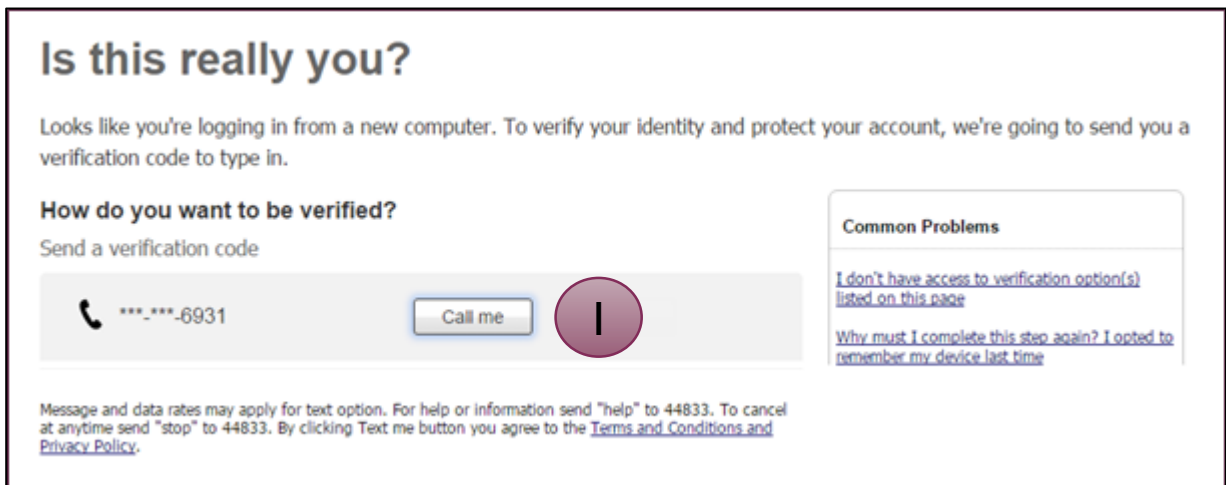 Is this really you?
Looks like you're logging in from a new computer. To verify your identity and protect your account, we're going to send you a
verification code to type in.
How do you want to be verified?
Send a verification code
***-***-6931
Call me
I
Common Problems
I don't have access to verification option(s)
listed on this page
Why must I complete this step again? I opted to
remember my device last time
Message and data rates may apply for text option. For help or information send "help" to 44833. To cancel
at anytime send "stop" to 44833. By clicking Text me button you agree to the Terms and Conditions and
Privacy Policy.